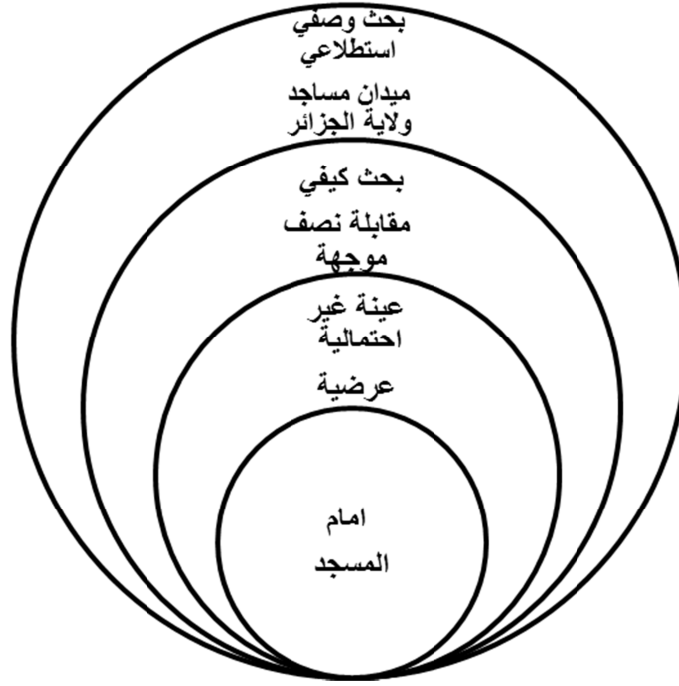 بحث وصفي
استطلاعي
ميدان مساجد
ولاية الجزائر
بحث كيفي
مقابلة نصف
موجهة
عينة غير
احتمالية
عرضية
امام
المسجد